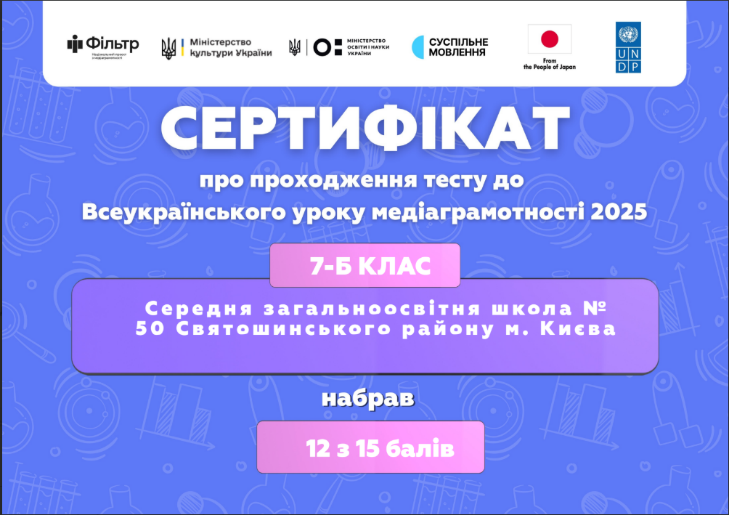 Фільтр
Міністерство
культури України
МІНІСТЕРСТВО
ОСВІТИ І НАУКИ
УКРАЇНИ
СУСПІЛЬНЕ
МОВЛЕННЯ
From
the People of Japan
U N
D P
СЕРТИФІКАТ
про проходження тесту до
Всеукраїнського уроку медіаграмотності 2025
7-Б КЛАС
Середня загальноосвітня школа №
50 Святошинського району м. Києва
набрав
12 з 15 балів